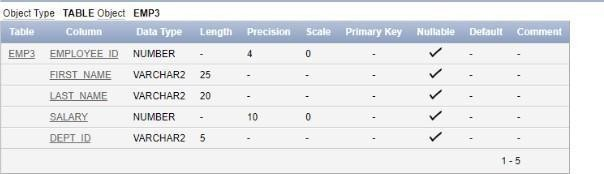 Object Type TABLE Object EMP3
Table Column Data Type Length Precision Scale Primary Key Nullable Default Comment
EMP3 EMPLOYEE_ID NUMBER - 4 0 - ✓ - -
FIRST_NAME VARCHAR2 25 - - - ✓ - -
LAST_NAME VARCHAR2 20 - - - ✓ - -
SALARY NUMBER - 10 0 - ✓ - -
DEPT_ID VARCHAR2 5 - - - ✓ - -
1 - 5